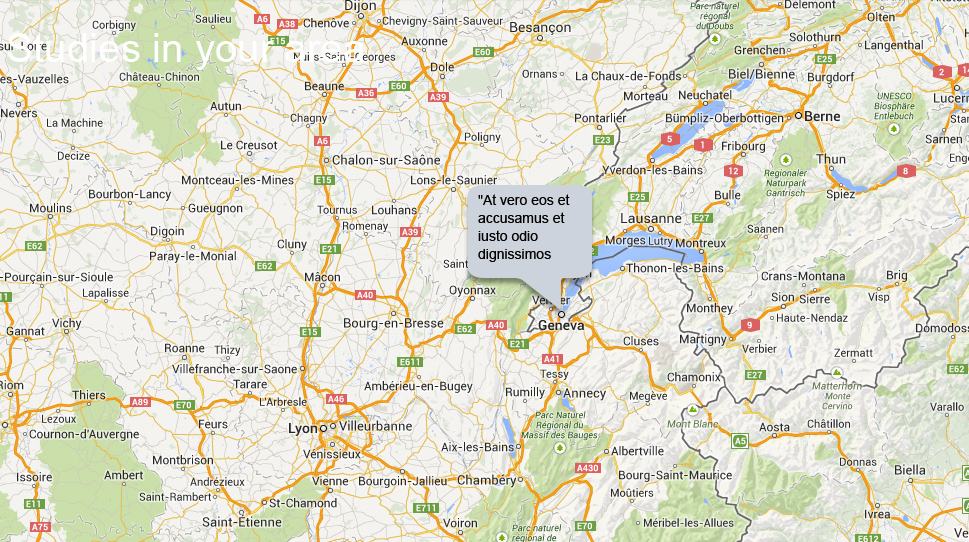 Dijon
Parc naturel
régional
du Doubs
Delemont
Corbigny
Saulieu
A6
A38
Chenôve
Chevigny-Saint-Sauveur
Besançon
Solothurn
Olten
studies in your area
E15
Auxonne
E60
Grenchen
E25
Langenthal
Nuits-Saint-Georges
Château-Chinon
Dole
Ornans
La Chaux-de-Fonds
Biel/Bienne
Burgdorf
2
Beaune
A36
E60
A39
Morteau
Neuchatel
UNESCO
Biosphäre
Entlebuch
Lucern
Nevers
Autun
La Machine
Chagny
Pontarlier
Bümpliz-Oberbottigen
Berne
Sarnen
A6
Poligny
E23
5
1
Fribourg
Decize
Le Creusot
Chalon-sur-Saône
Yverdon-les-Bains
12
Regionaler
Naturpark
Gantrisch
Thun
8
Montceau-les-Mines
E15
Lons-le-Saunier
Bourbon-Lancy
E25
Bulle
Spiez
Moulins
Gueugnon
Tournus
Louhans
"At vero eos et
accusamus et
iusto odio
dignissimos
Lausanne
E27
Digoin
Romenay
A39
Morges
Lutry
Montreux
E62
Paray-le-Monial
Cluny
E21
E62
Saint
Thonon-les-Bains
Pourçain-sur-Sioule
Mâcon
Crans-Montana
Brig
Lapalisse
A40
Oyonnax
Sion
Sierre
Visp
Monthey
Vichy
Gannat
Bourg-en-Bresse
E62
A40
Geneva
9
Haute-Nendaz
E15
E21
Cluses
Martigny
Verbier
Zermatt
Roanne
Thizy
E611
A41
Villefranche-sur-Saone
Tessy
Chamonix
E27
Matterhorn
Monte
Cervino
E62
Riom
Thiers
Tarare
Ambérieu-en-Bugey
Rumilly
Annecy
Megève
A89
E70
L'Arbresle
A46
Varallo
Lezoux
Feurs
Lyon
Villeurbanne
Parc Naturel
Régional du
Massif des Bauges
Mont Blanc
Aosta
Châtillon
Cournon-d'Auvergne
A5
Vénissieux
Aix-les-Bains
Albertville
Montbrison
Donnas
Issoire
Ambert
Andrézieux
Vienne
Bourgoin-Jallieu
Chambéry
A430
Bourg-Saint-Maurice
Biella
Saint-Rambert
St-Chamond
Moûtiers
E11
E711
Ivrea
A75
Saint-Étienne
Voiron
Parc naturel
régional de
E70
Méribel-les-Allues
E612